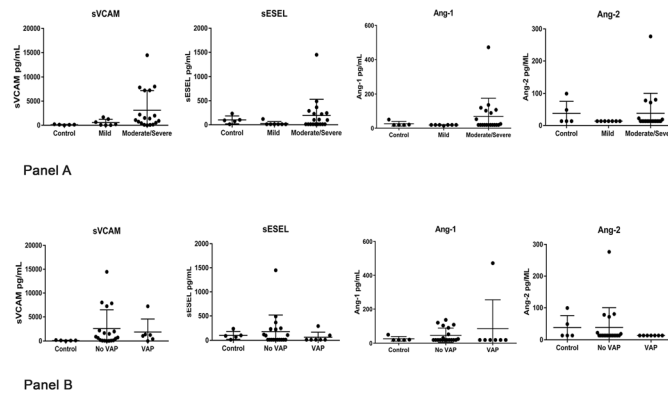 sVCAM
sESEL
Ang-1
Ang-2
sVCAM pg/mL
20000
15000
10000
5000
0
Control
Mild
Moderate/Severe
sESEL pg/mL
2000
1500
1000
500
0
Control
Mild
Moderate/Severe
Ang-1 pg/mL
600
400
200
0
Control
Mild
Moderate/Severe
Ang-2 pg/ML
300
200
100
0
Control
Mild
Moderate/Seve
Panel A
sVCAM
sESEL
Ang-1
Ang-2
sVCAM pg/mL
20000
15000
10000
5000
0
Control
No VAP
VAP
sESEL pg/mL
2000
1500
1000
500
0
Control
No VAP
VAP
Ang-1 pg/mL
600
400
200
0
Control
No VAP
VAP
Ang-2 pg/ML
300
200
100
0
Control
No VAP
VAP
Panel B